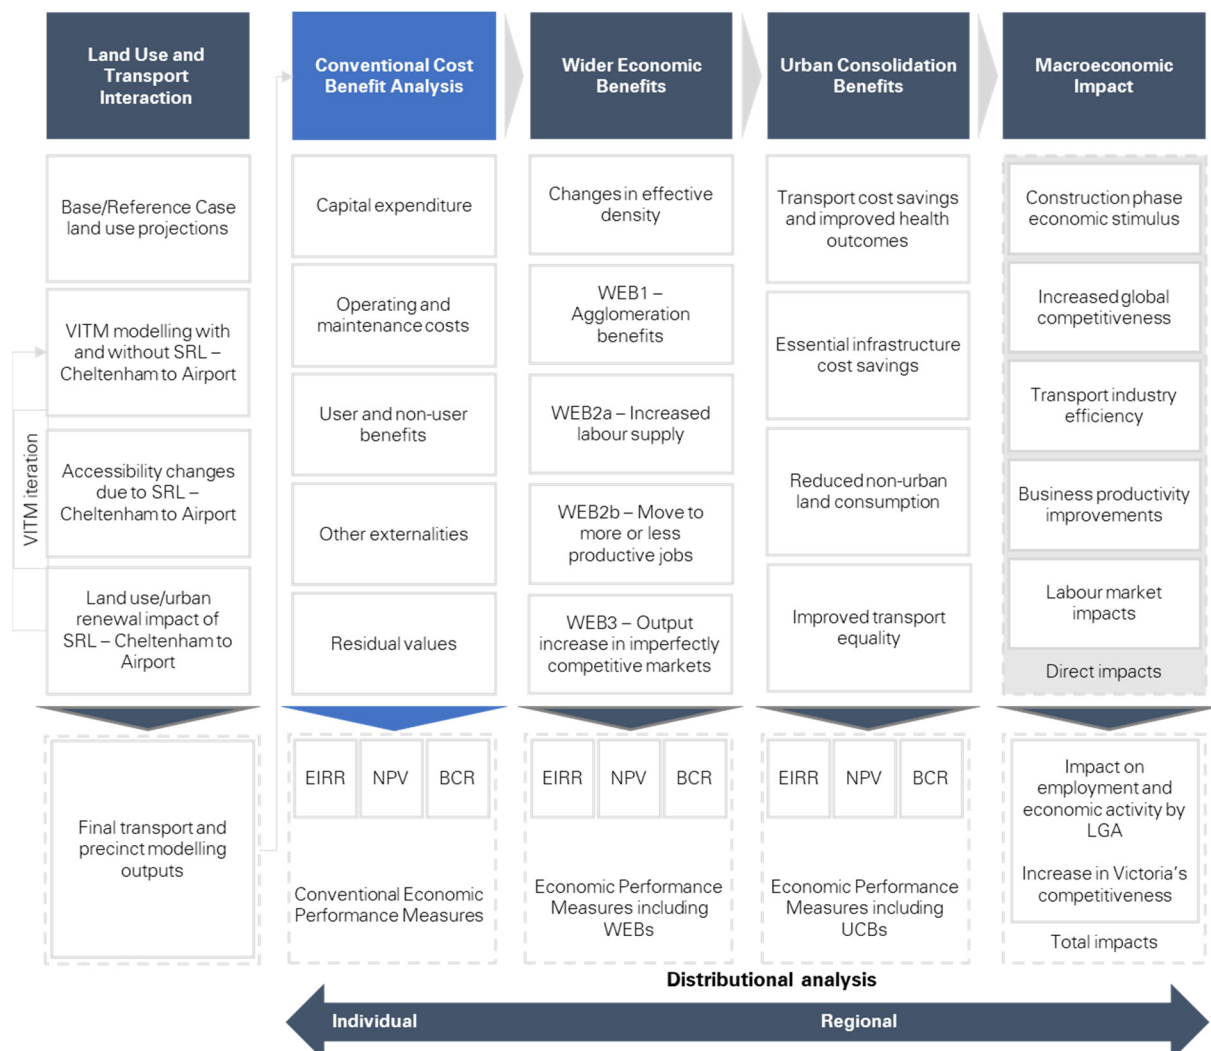 Land Use and
Transport
Interaction
Conventional Cost
Benefit Analysis
Wider Economic
Benefits
Urban Consolidation
Benefits
Macroeconomic
Impact
Base/Reference Case
land use projections
VITM modelling with
and without SRL –
Cheltenham to Airport
VITM iteration
Accessibility changes
due to SRL –
Cheltenham to Airport
Land use/urban
renewal impact of
SRL – Cheltenham to
Airport
Final transport and
precinct modelling
outputs
Capital expenditure
Operating and
maintenance costs
User and non-user
benefits
Other externalities
Residual values
EIRR
NPV
BCR
Conventional Economic
Performance Measures
Changes in effective
density
WEB1 –
Agglomeration
benefits
WEB2a – Increased
labour supply
WEB2b – Move to
more or less
productive jobs
WEB3 – Output
increase in imperfectly
competitive markets
EIRR
NPV
BCR
Economic Performance
Measures including
WEBs
Transport cost savings
and improved health
outcomes
Essential infrastructure
cost savings
Reduced non-urban
land consumption
Improved transport
equality
EIRR
NPV
BCR
Economic Performance
Measures including
UCBs
Construction phase
economic stimulus
Increased global
competitiveness
Transport industry
efficiency
Business productivity
improvements
Labour market
impacts
Direct impacts
Impact on
employment and
economic activity by
LGA
Increase in Victoria's
competitiveness
Total impacts
Distributional analysis
Individual
Regional